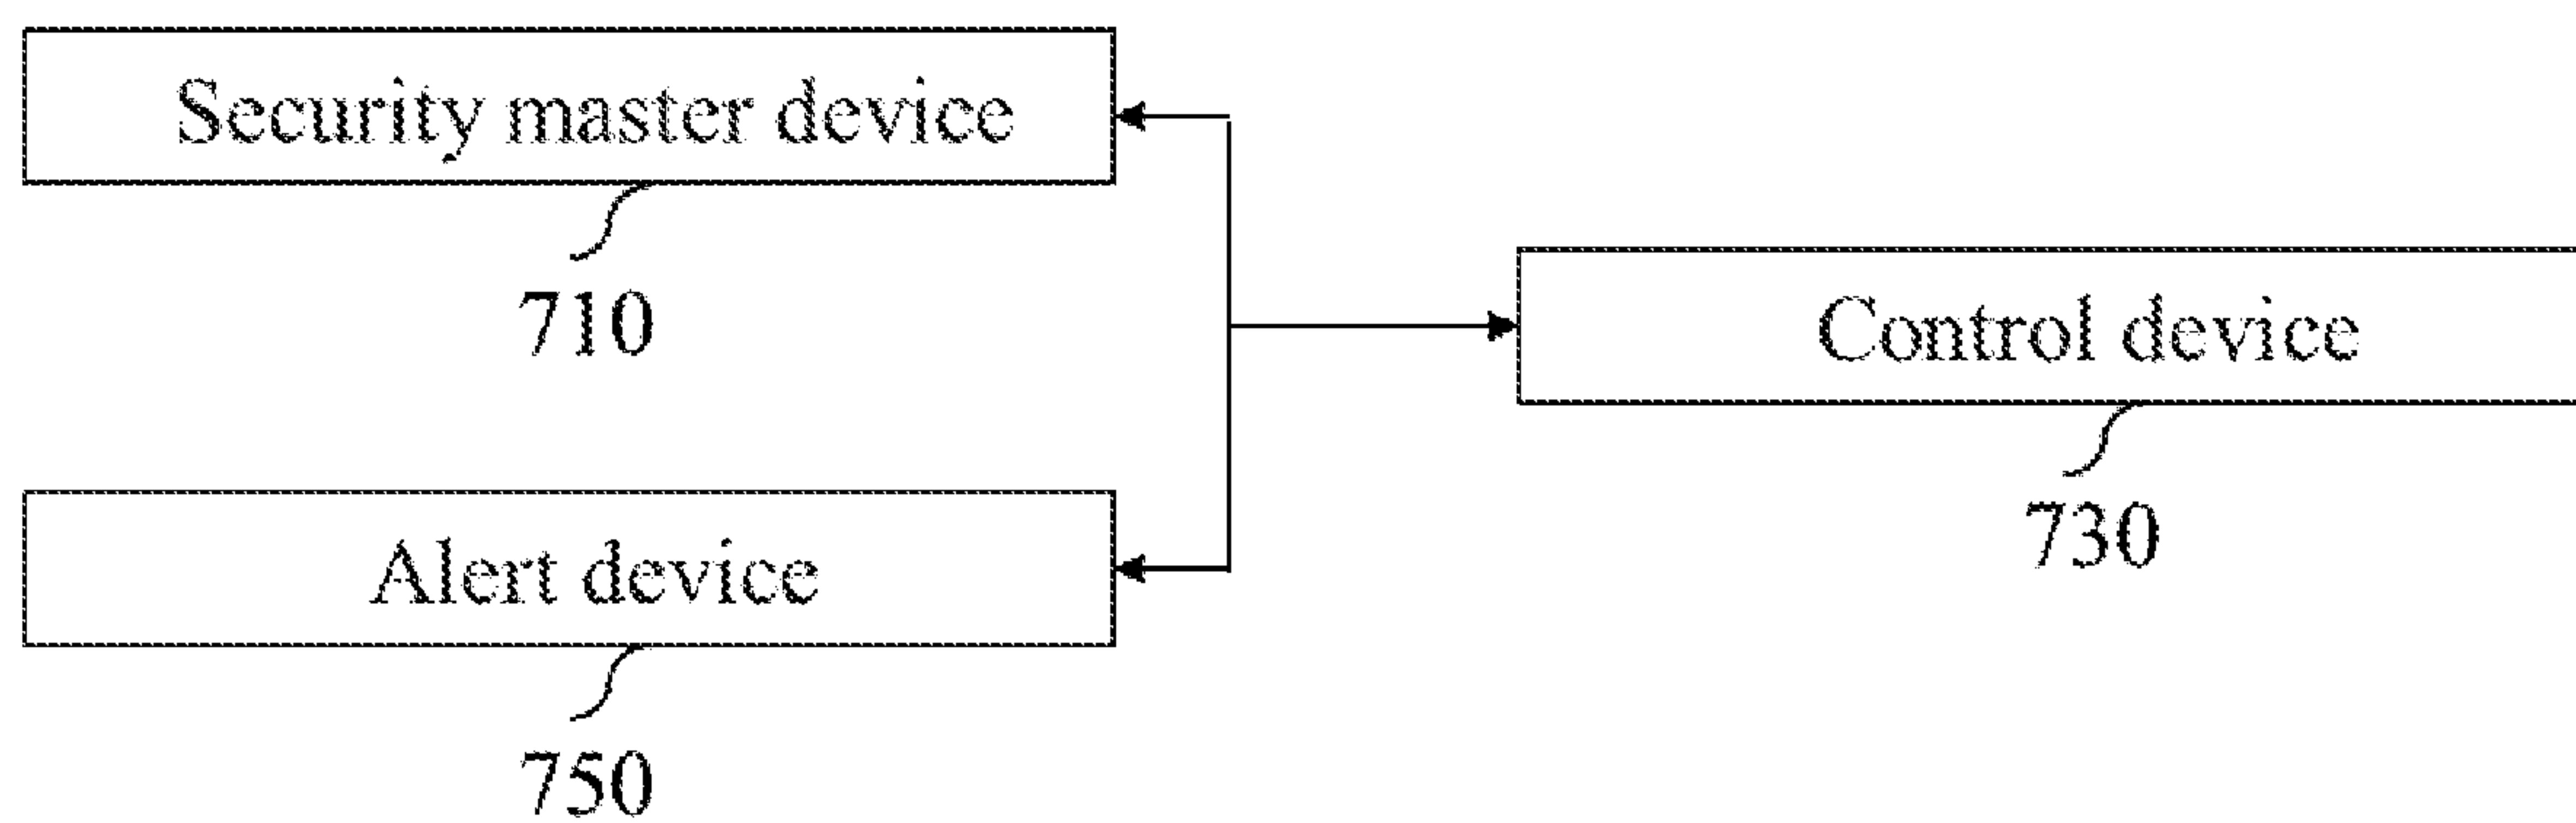 Security master device
710
Control device
730
Alert device
750